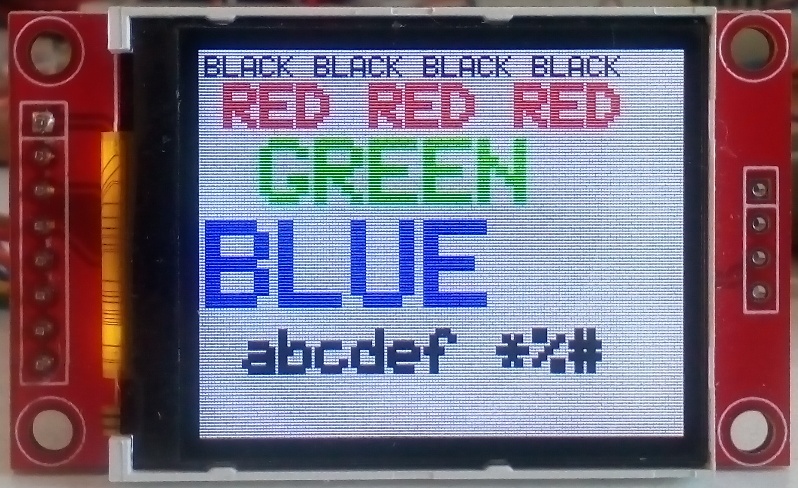 BLACK BLACK BLACK BLACK
RED RED RED
GREEN
BLUE
abcdef *%#